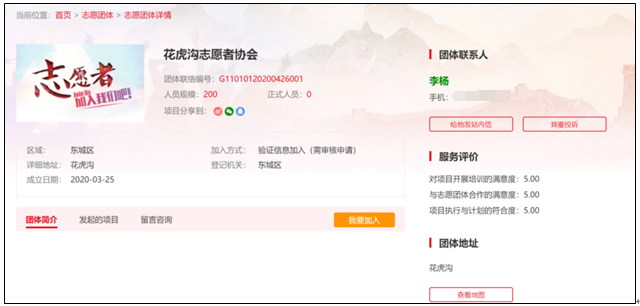 当前位置：首页 > 志愿团体 > 志愿团体详情
志愿者
加入我们吧！
花虎沟志愿者协会
团体联络编号：G11010120200426001
人员规模：200 正式人员：0
项目分享到：
区域：东城区 加入方式：验证信息加入（需审核申请）
详细地址：花虎沟 登记机关：东城区
成立日期：2020-03-25
团体简介 发起的项目 留言咨询 我要加入
团体联系人
李杨
手机：
给他发站内信 我要投诉
服务评价
对项目开展培训的满意度：5.00
与志愿团体合作的满意度：5.00
项目执行与计划的符合度：5.00
团体地址
花虎沟
查看地图